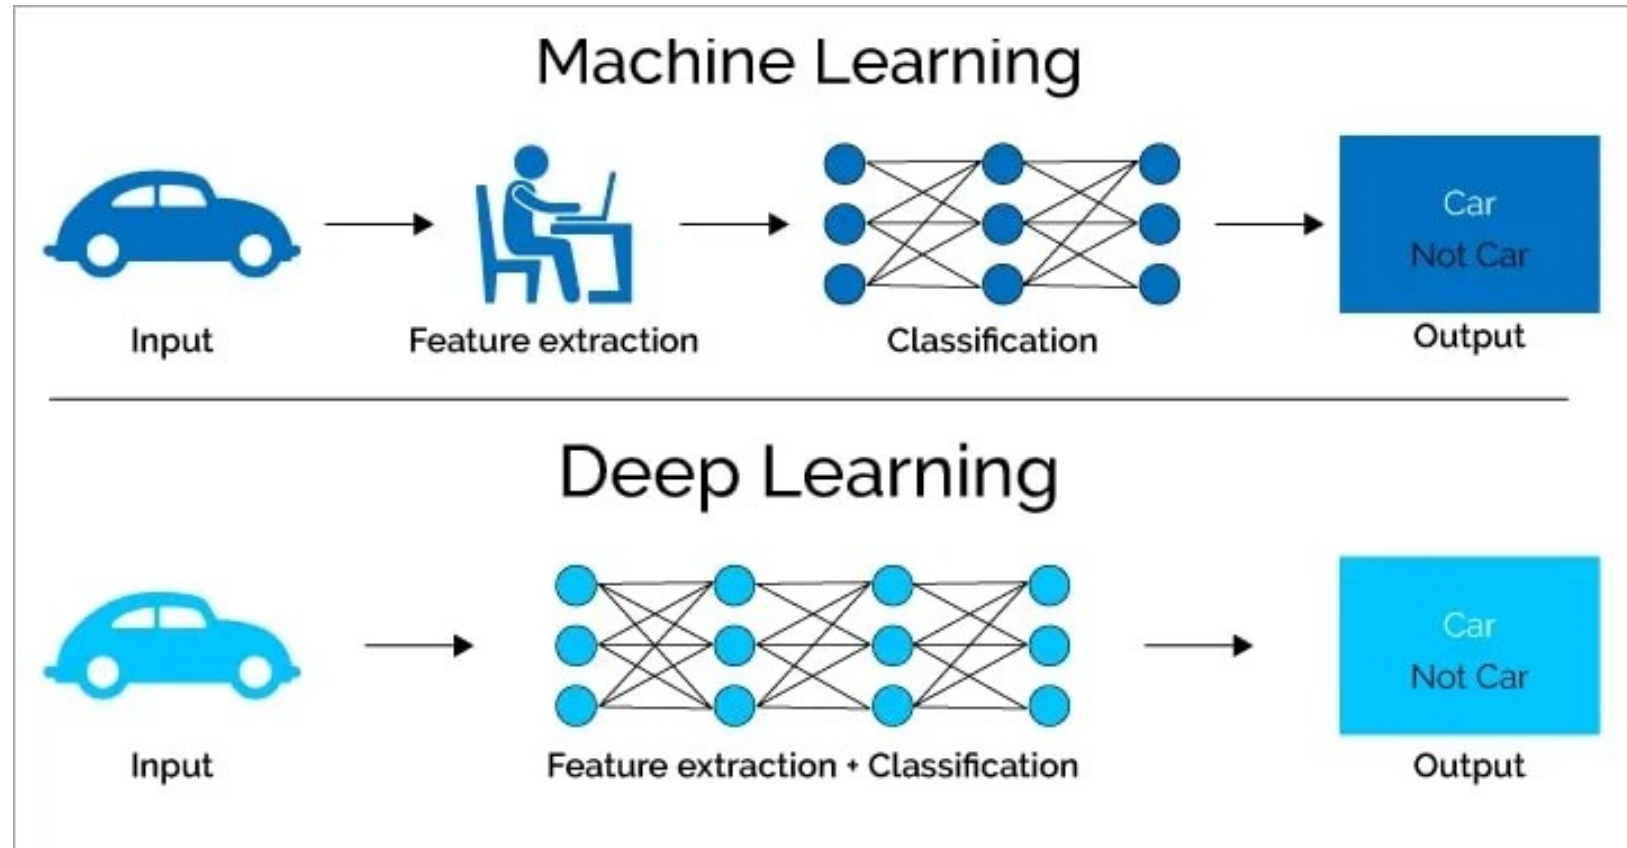 Machine Learning
Car
Not Car
Input
Feature extraction
Classification
Output
Deep Learning
Car
Not Car
Input
Feature extraction + Classification
Output